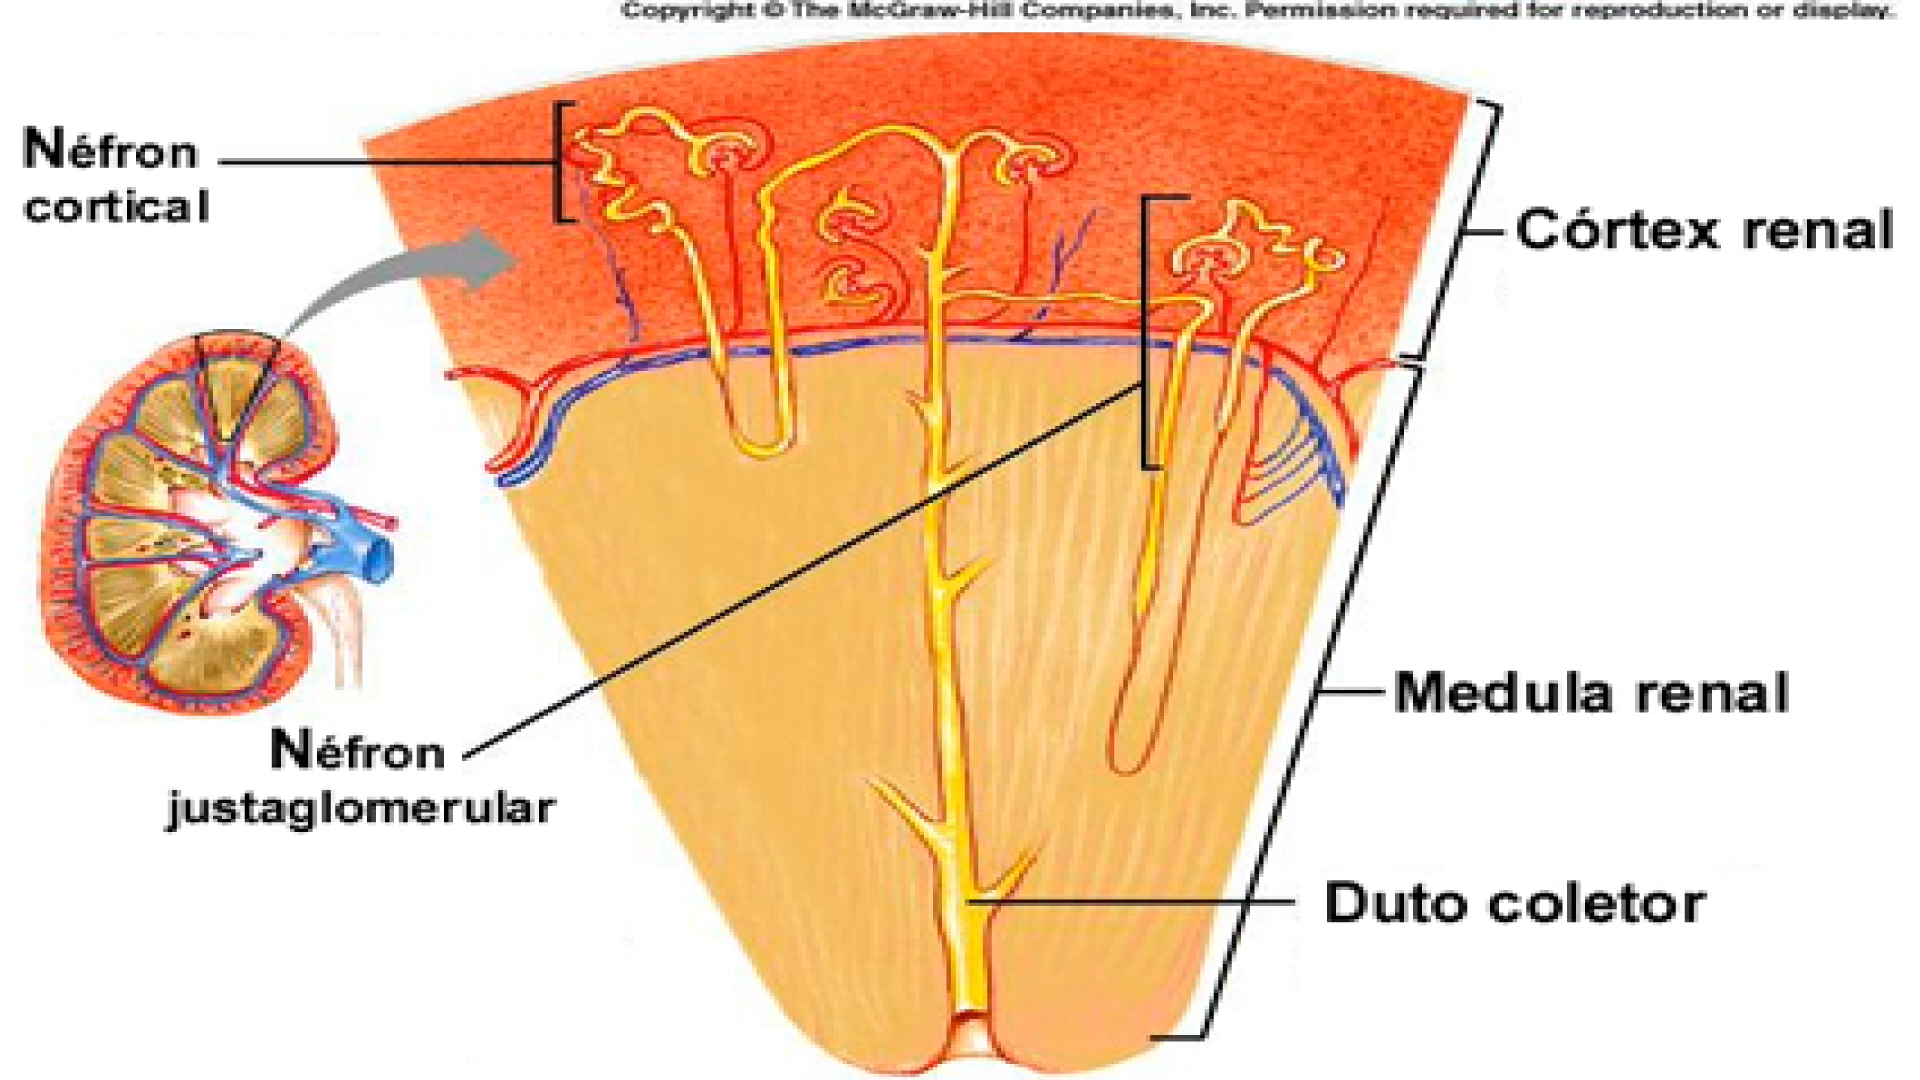 Copyright © The McGraw-Hill Companies, Inc. Permission required for reproduction or display.
Néfron
cortical
Córtex renal
Medula renal
Néfron
justaglomerular
Duto coletor